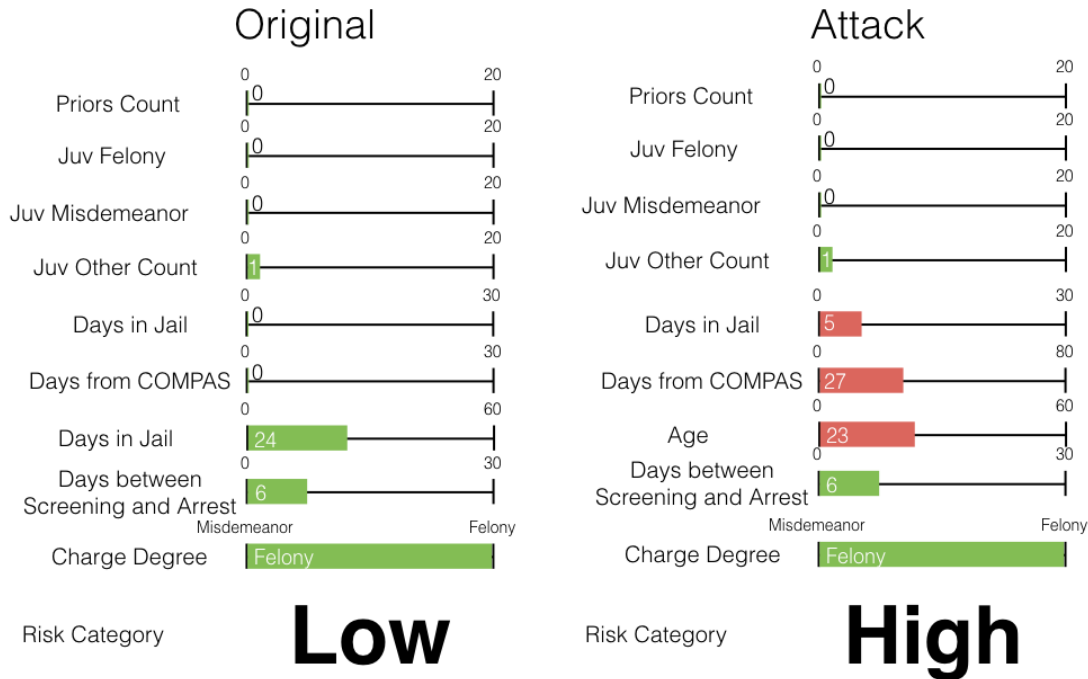 Original
0 20
Priors Count 0
0 20
Juv Felony 0
0 20
Juv Misdemeanor 0
0 20
Juv Other Count 1
0 30
Days in Jail 0
0 30
Days from COMPAS 0
0 60
Days in Jail 24
0 30
Days between
Screening and Arrest 6
Misdemeanor Felony
Charge Degree Felony
Risk Category Low
Attack
0 20
Priors Count 0
0 20
Juv Felony 0
0 20
Juv Misdemeanor 0
0 20
Juv Other Count 1
0 30
Days in Jail 5
0 80
Days from COMPAS 27
0 60
Age 23
0 30
Days between
Screening and Arrest 6
Misdemeanor Felony
Charge Degree Felony
Risk Category High